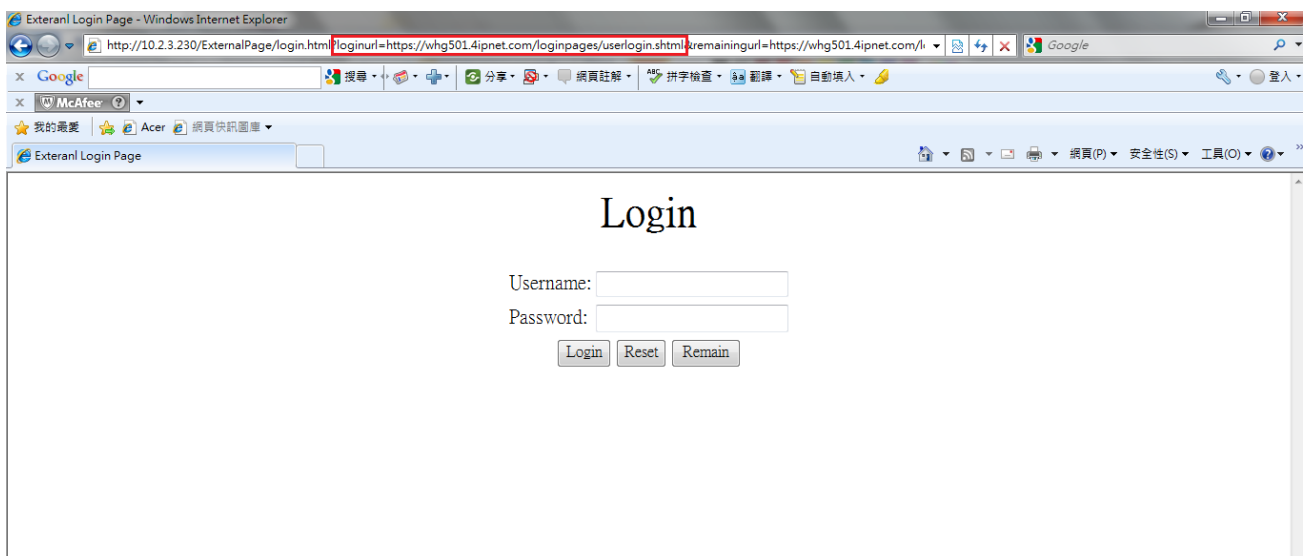 Exteranl Login Page - Windows Internet Explorer
http://10.2.3.230/ExternalPage/login.html?loginurl=https://whg501.4ipnet.com/loginpages/userlogin.shtml&remainingurl=https://whg501.4ipnet.com/l
Google
x Google 搜尋 分享 網頁註解 ABC 拼字檢查 翻譯 自動填入 登入
x McAfee ?
我的最愛 Acer 網頁快訊圖庫
Exteranl Login Page 網頁(P) 安全性(S) 工具(O)
Login
Username:
Password:
Login Reset Remain